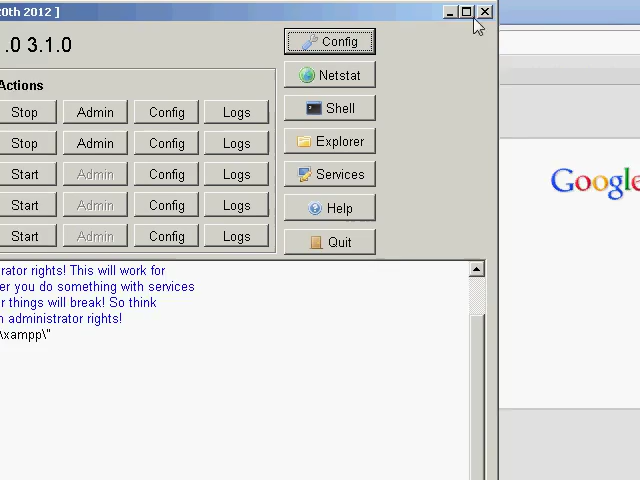 20th 2012 ]
.0 3.1.0
Config
Actions
Netstat
Stop Admin Config Logs Shell
Stop Admin Config Logs Explorer
Start Admin Config Logs Services
Start Admin Config Logs Help
Start Admin Config Logs Quit
Google
rator rights! This will work for
er you do something with services
r things will break! So think
n administrator rights!
\xampp\"